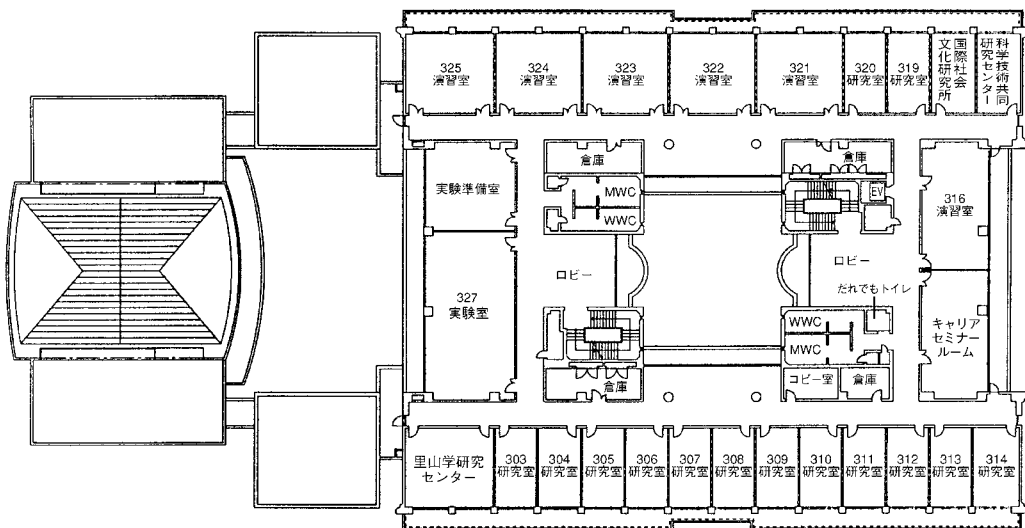 325
演習室
324
演習室
323
演習室
322
演習室
321
演習室
320
研究室
319
研究室
国際社会
文化研究所
科学技術共同
研究センター
実験準備室
倉庫
MWC
WWC
倉庫
EV
316
演習室
327
実験室
ロビー
ロビー
だれでもトイレ
WWC
MWC
キャリア
セミナー
ルーム
倉庫
コピー室
倉庫
里山学研究
センター
303
研究室
304
研究室
305
研究室
306
研究室
307
研究室
308
研究室
309
研究室
310
研究室
311
研究室
312
研究室
313
研究室
314
研究室